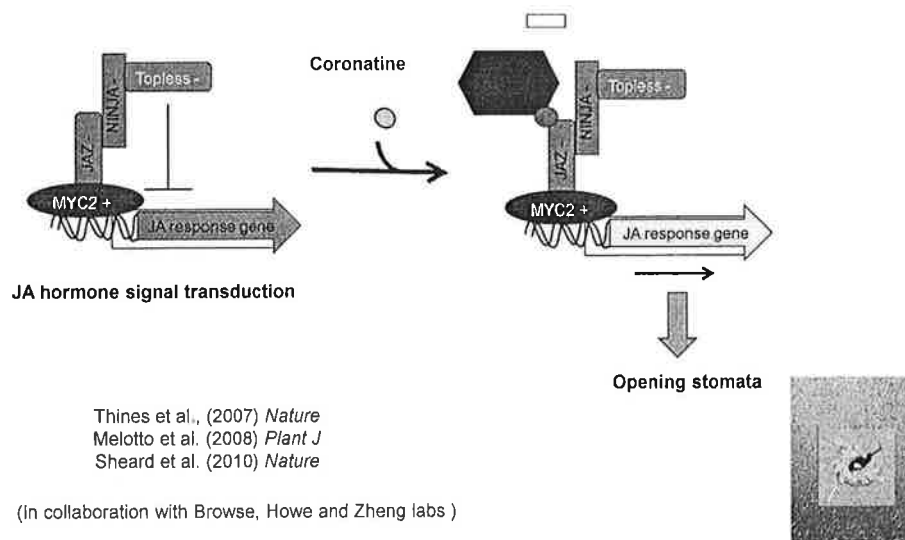 Topless -
NINJA -
JAZ -
MYC2 +
JA response gene
JA hormone signal transduction
Coronatine
Topless -
NINJA -
JAZ -
MYC2 +
JA response gene
Opening stomata
Thines et al., (2007) Nature
Melotto et al. (2008) Plant J
Sheard et al. (2010) Nature
(in collaboration with Browse, Howe and Zheng labs )